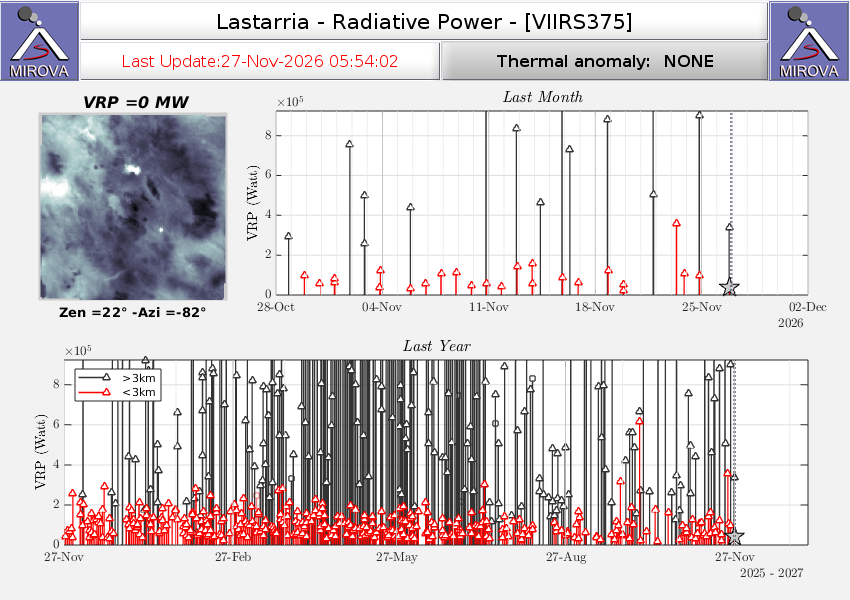 Lastarria - Radiative Power - [VIIRS375]
MIROVA
MIROVA
Last Update:27-Nov-2026 05:54:02
Thermal anomaly: NONE
VRP =0 MW
Zen =22° -Azi =-82°
Last Month
×10⁵
VRP (Watt)
8
6
4
2
0
28-Oct
04-Nov
11-Nov
18-Nov
25-Nov
02-Dec
2026
Last Year
×10⁵
VRP (Watt)
8
6
4
2
0
>3km
<3km
27-Nov
27-Feb
27-May
27-Aug
27-Nov
2025 - 2027